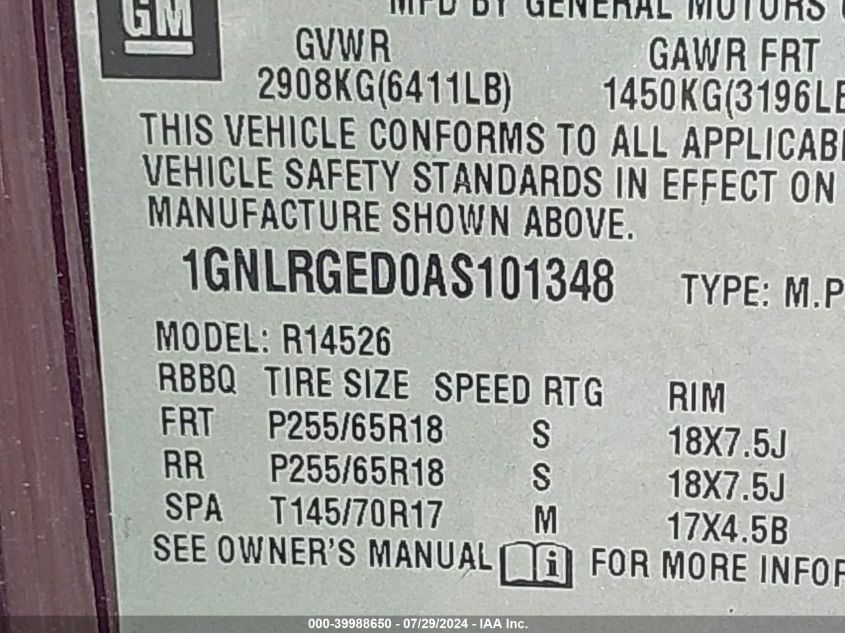 GM
MFD BY GENERAL MOTORS
GVWR GAWR FRT
2908KG(6411LB) 1450KG(3196LB
THIS VEHICLE CONFORMS TO ALL APPLICAB
VEHICLE SAFETY STANDARDS IN EFFECT ON
MANUFACTURE SHOWN ABOVE.
1GNLRGED0AS101348 TYPE: M.P
MODEL: R14526
RBBQ TIRE SIZE SPEED RTG RIM
FRT P255/65R18 S 18X7.5J
RR P255/65R18 S 18X7.5J
SPA T145/70R17 M 17X4.5B
SEE OWNER'S MANUAL i FOR MORE INFOR
000-39988650 - 07/29/2024 - IAA Inc.